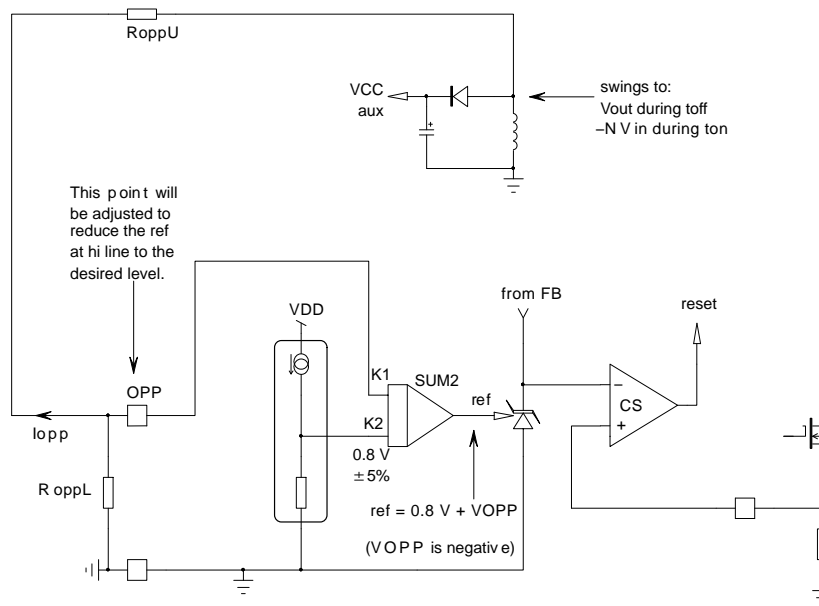 RoppU
VCC
aux
swings to:
Vout during toff
–N V in during ton
This point will
be adjusted to
reduce the ref
at hi line to the
desired level.
from FB
reset
VDD
OPP
K1
SUM2
ref
CS
–
+
+
Iopp
K2
0.8 V
±5%
R oppL
ref = 0.8 V + VOPP
(VOPP is negative)